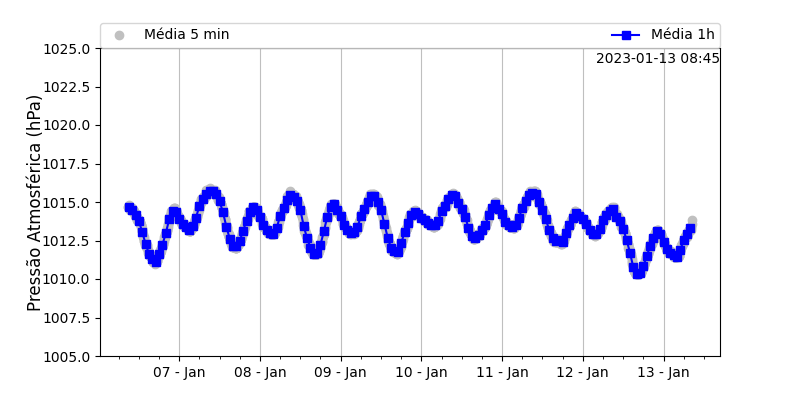 Média 5 min
Média 1h
2023-01-13 08:45
Pressão Atmosférica (hPa)
1025.0
1022.5
1020.0
1017.5
1015.0
1012.5
1010.0
1007.5
1005.0
07 - Jan
08 - Jan
09 - Jan
10 - Jan
11 - Jan
12 - Jan
13 - Jan